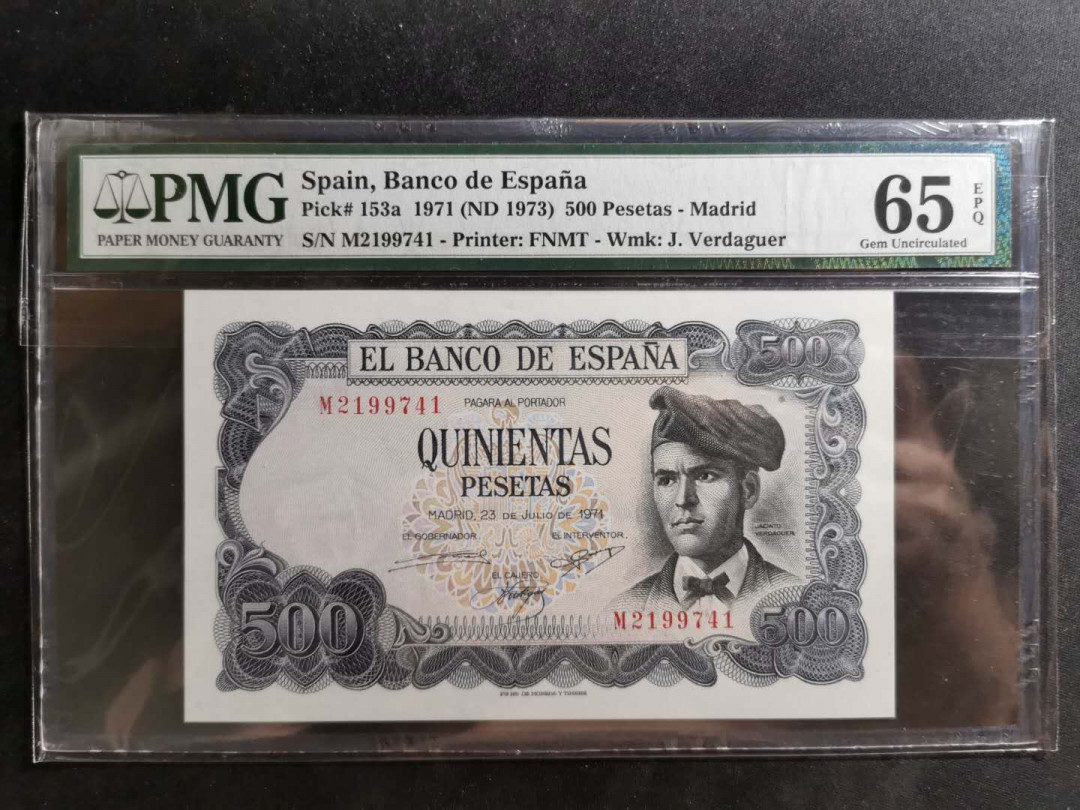 PMG
PAPER MONEY GUARANTY
Spain, Banco de España
Pick# 153a 1971 (ND 1973) 500 Pesetas - Madrid
S/N M2199741 - Printer: FNMT - Wmk: J. Verdaguer
65
EPQ
Gem Uncirculated
EL BANCO DE ESPAÑA
500
M2199741
PAGARA AL PORTADOR
QUINIENTAS
PESETAS
MADRID, 23 DE JULIO DE 1971
EL GOBERNADOR
EL INTERVENTOR.
JACINTO
VERDAGUER
EL CAJERO
500
M2199741
500